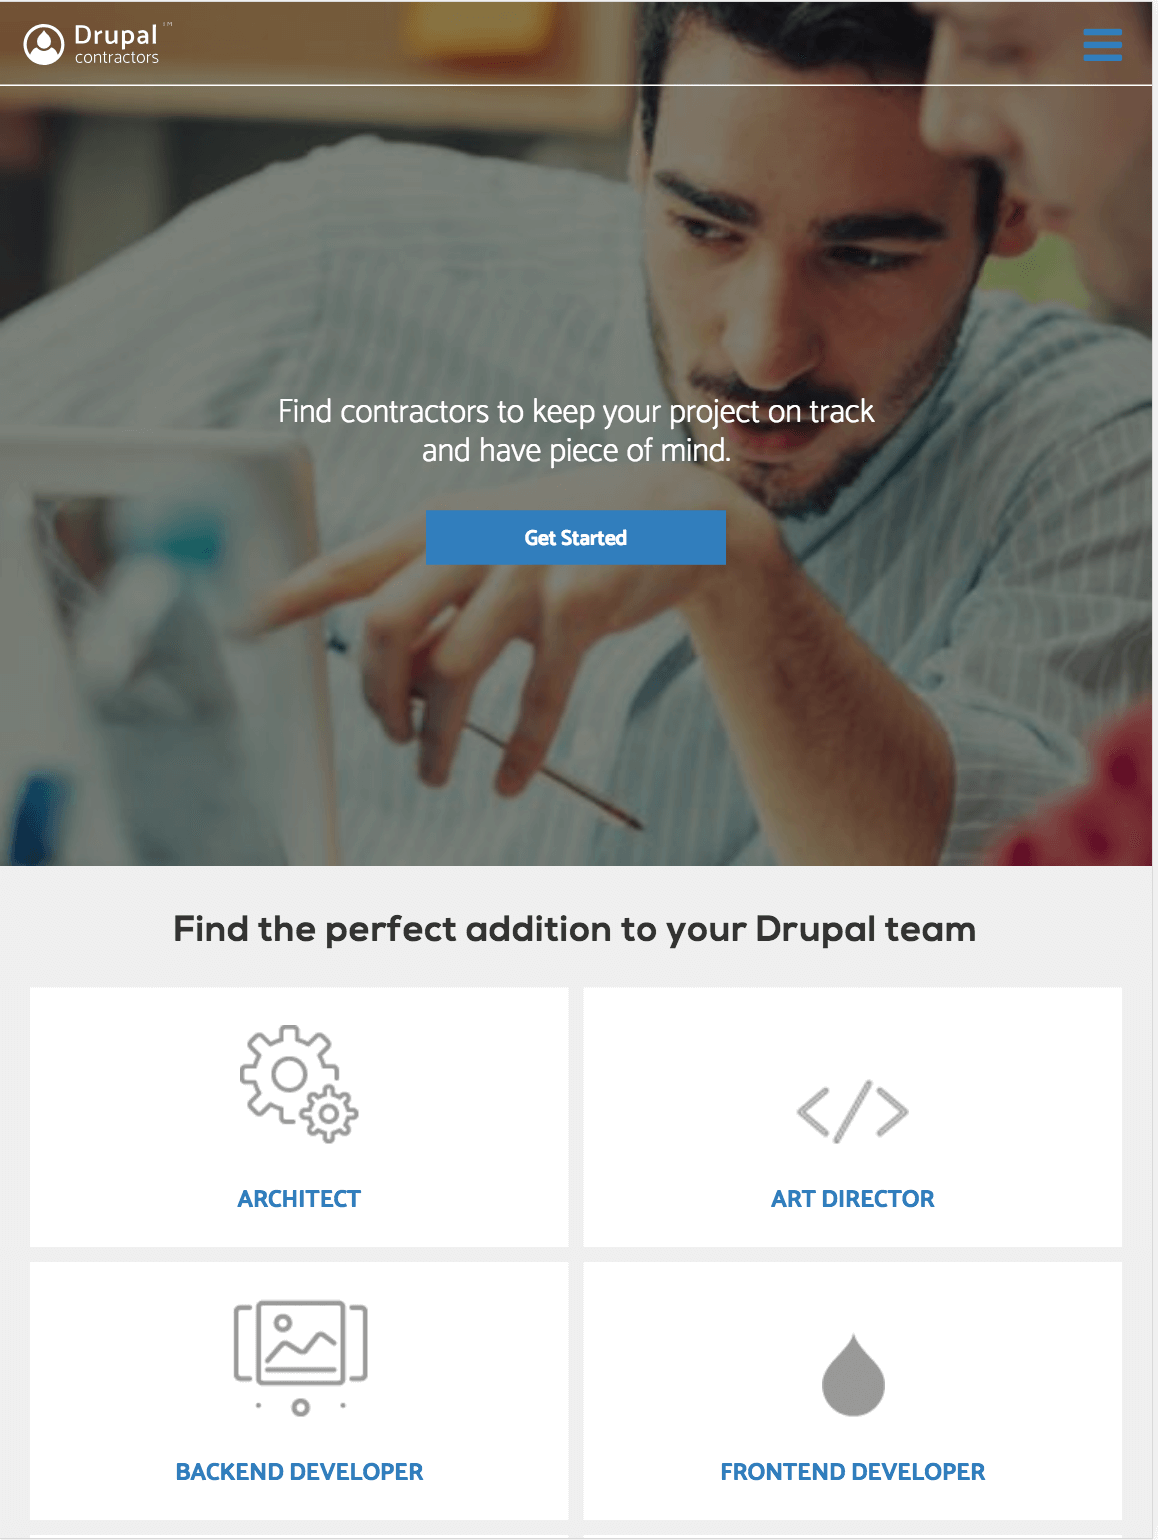 Drupal
contractors
Find contractors to keep your project on track
and have piece of mind.
Get Started
Find the perfect addition to your Drupal team
ARCHITECT
ART DIRECTOR
BACKEND DEVELOPER
FRONTEND DEVELOPER